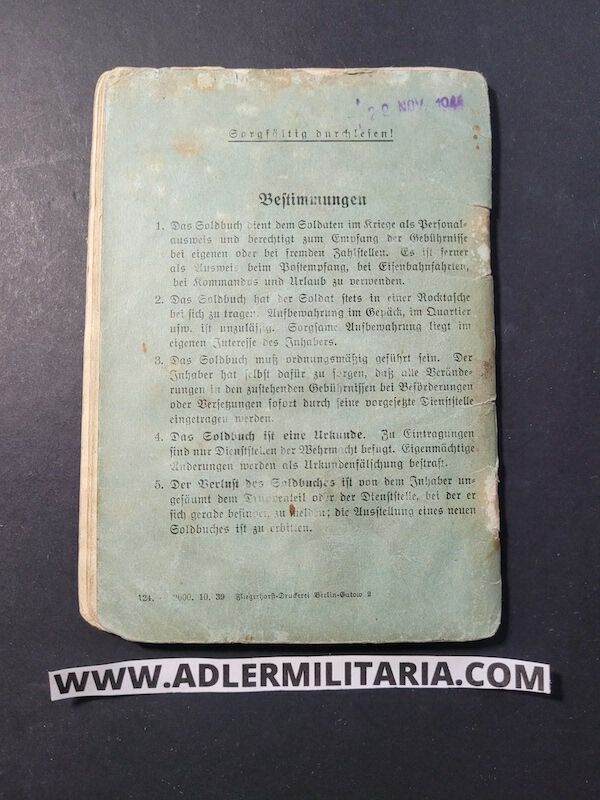 NOV. 194
Sorgfältig durchlesen!
Bestimmungen
1. Das Soldbuch dient dem Soldaten im Kriege als Personal-
ausweis und berechtigt zum Empfang der Gebührnisse
bei eigenen oder bei fremden Zahlstellen. Es ist ferner
als Ausweis beim Postempfang, bei Eisenbahnfahrten,
bei Kommandos und Urlaub zu verwenden.
2. Das Soldbuch hat der Soldat stets in einer Rocktasche
bei sich zu tragen. Aufbewahrung im Gepäck, im Quartier
usw. ist unzulässig. Sorgsame Aufbewahrung liegt im
eigenen Interesse des Inhabers.
3. Das Soldbuch muß ordnungsmäßig geführt sein. Der
Inhaber hat selbst dafür zu sorgen, daß alle Verände-
rungen in den zustehenden Gebührnissen bei Beförderungen
oder Versetzungen sofort durch seine vorgesetzte Dienststelle
eingetragen werden.
4. Das Soldbuch ist eine Urkunde. Zu Eintragungen
sind nur Dienststellen der Wehrmacht befugt. Eigenmächtige
Änderungen werden als Urkundenfälschung bestraft.
5. Der Verlust des Soldbuches ist von dem Inhaber un-
gesäumt dem Truppenteil oder der Dienststelle, bei der er
sich gerade befindet, zu melden; die Ausstellung eines neuen
Soldbuches ist zu erbitten.
124. 2000. 10. 39 Fliegerhorst-Druckerei Berlin-Gatow 2
WWW.ADLERMILITARIA.COM